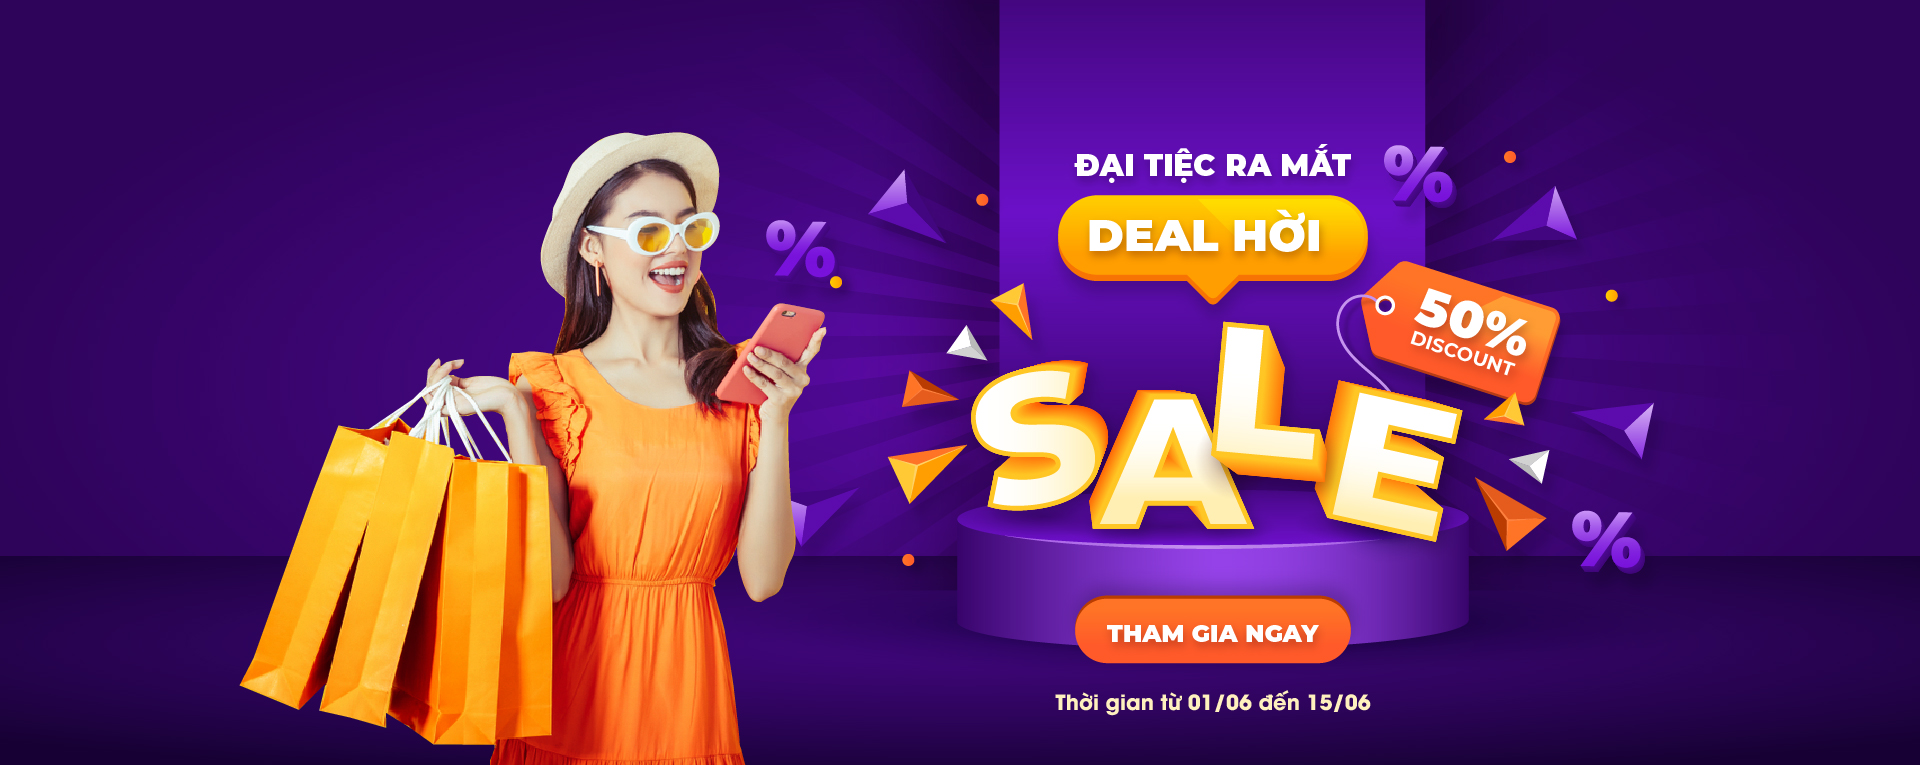 ĐẠI TIỆC RA MẮT
DEAL HỜI
SALE
50%
DISCOUNT
THAM GIA NGAY
Thời gian từ 01/06 đến 15/06
%
%
%